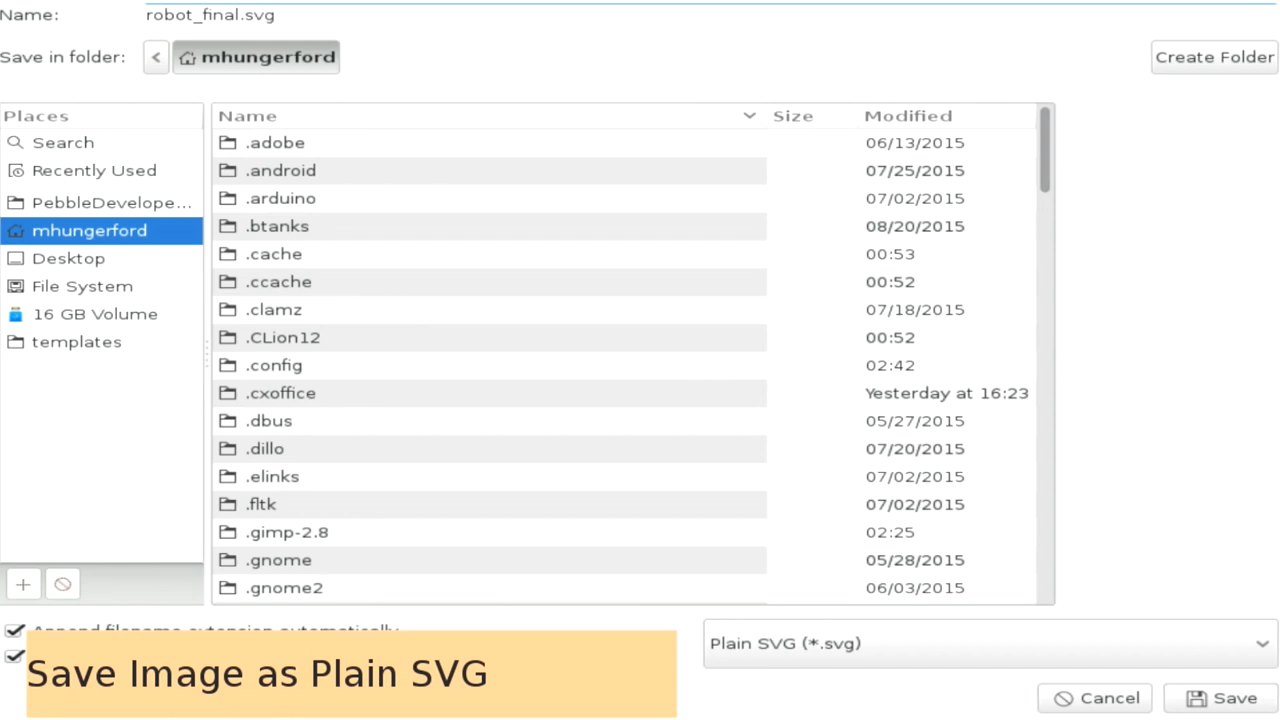 Name: robot_final.svg
Save in folder: < mhungerford Create Folder
Places
Search
Recently Used
PebbleDevelope...
mhungerford
Desktop
File System
16 GB Volume
templates
Name Size Modified
.adobe 06/13/2015
.android 07/25/2015
.arduino 07/02/2015
.btanks 08/20/2015
.cache 00:53
.ccache 00:52
.clamz 07/18/2015
.CLion12 00:52
.config 02:42
.cxoffice Yesterday at 16:23
.dbus 05/27/2015
.dillo 07/20/2015
.elinks 07/02/2015
.fltk 07/02/2015
.gimp-2.8 02:25
.gnome 05/28/2015
.gnome2 06/03/2015
Append filename extension automatically
Plain SVG (*.svg)
Save Image as Plain SVG
Cancel Save